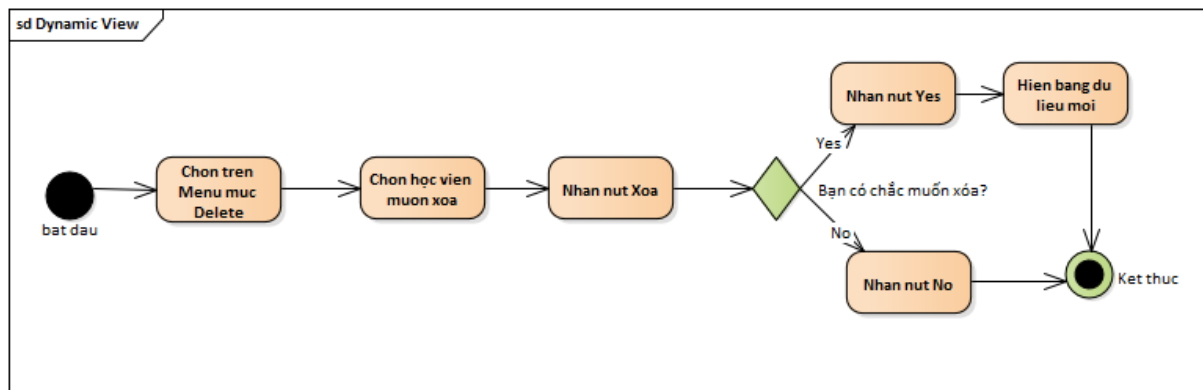 sd Dynamic View
bat dau
Chon tren
Menu muc
Delete
Chon học vien
muon xoa
Nhan nut Xoa
Bạn có chắc muốn xóa?
Yes
Nhan nut Yes
Hien bang du
lieu moi
No
Nhan nut No
Ket thuc